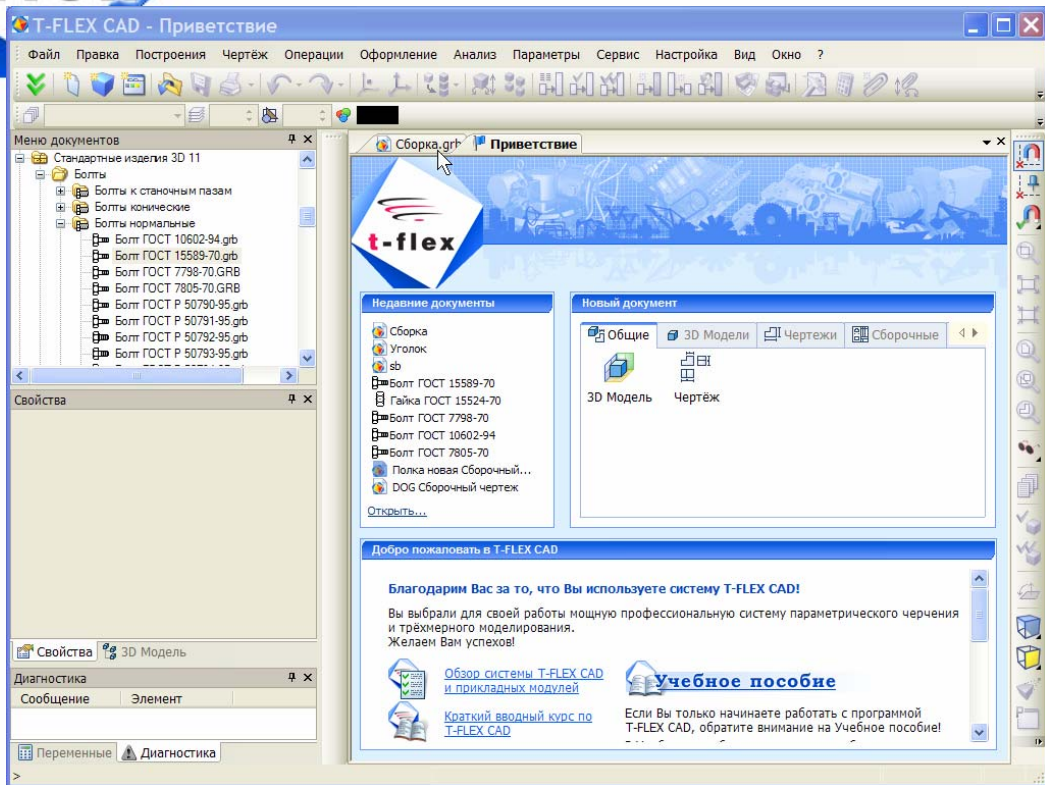 T-FLEX CAD - Приветствие
Файл Правка Построения Чертёж Операции Оформление Анализ Параметры Сервис Настройка Вид Окно ?
Меню документов
Стандартные изделия 3D 11
Болты
Болты к станочным пазам
Болты конические
Болты нормальные
Болт ГОСТ 10602-94.grb
Болт ГОСТ 15589-70.grb
Болт ГОСТ 7798-70.GRB
Болт ГОСТ 7805-70.GRB
Болт ГОСТ Р 50790-95.grb
Болт ГОСТ Р 50791-95.grb
Болт ГОСТ Р 50792-95.grb
Болт ГОСТ Р 50793-95.grb
Свойства
Свойства 3D Модель
Диагностика
Сообщение Элемент
Переменные Диагностика
>
Сборка.grb Приветствие
t-flex
Недавние документы
Сборка
Уголок
sb
Болт ГОСТ 15589-70
Гайка ГОСТ 15524-70
Болт ГОСТ 7798-70
Болт ГОСТ 10602-94
Болт ГОСТ 7805-70
Полка новая Сборочный...
DOG Сборочный чертеж
Открыть...
Новый документ
Общие 3D Модели Чертежи Сборочные
3D Модель Чертёж
Добро пожаловать в T-FLEX CAD
Благодарим Вас за то, что Вы используете систему T-FLEX CAD!
Вы выбрали для своей работы мощную профессиональную систему параметрического черчения
и трёхмерного моделирования.
Желаем Вам успехов!
Обзор системы T-FLEX CAD
и прикладных модулей
Краткий вводный курс по
T-FLEX CAD
Учебное пособие
Если Вы только начинаете работать с программой
T-FLEX CAD, обратите внимание на Учебное пособие!